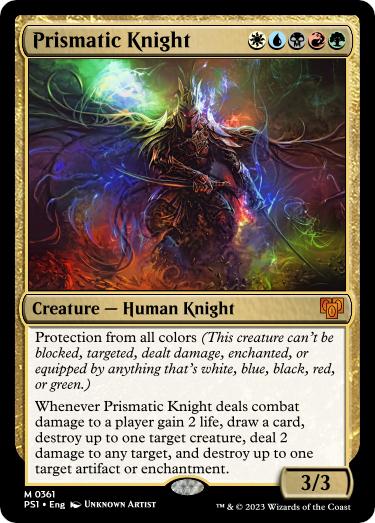 Prismatic Knight
Creature — Human Knight
Protection from all colors (This creature can't be
blocked, targeted, dealt damage, enchanted, or
equipped by anything that's white, blue, black, red,
or green.)
Whenever Prismatic Knight deals combat
damage to a player gain 2 life, draw a card,
destroy up to one target creature, deal 2
damage to any target, and destroy up to one
target artifact or enchantment.
3/3
M 0361
PS1 • Eng Unknown Artist
™ & © 2023 Wizards of the Coast